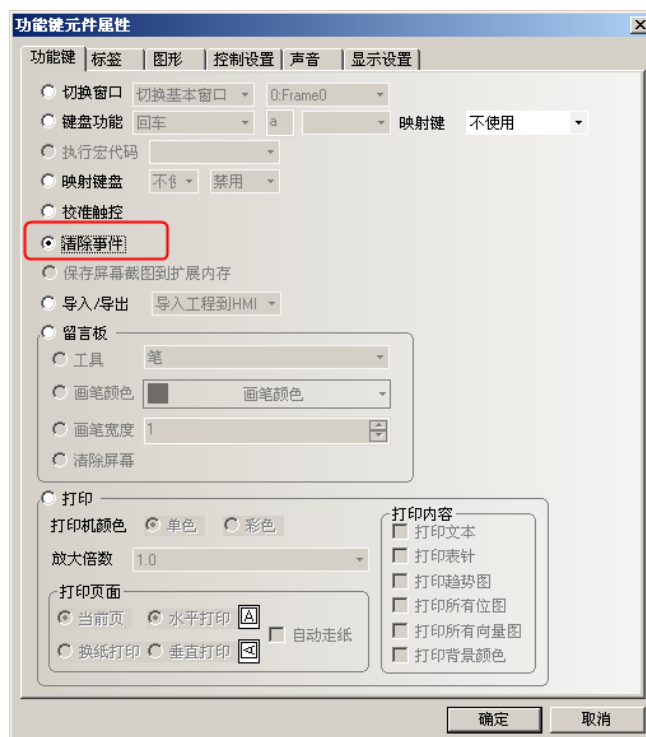 功能键元件属性
功能键 标签 图形 控制设置 声音 显示设置
切换窗口 切换基本窗口 0:Frame0
键盘功能 回车 a 映射键 不使用
执行宏代码
映射键盘 禁用
校准触控
清除事件
保存屏幕截图到扩展内存
导入/导出 导入工程到HMI
留言板
工具 笔
画笔颜色 画笔颜色
画笔宽度 1
清除屏幕
打印
打印机颜色 单色 彩色
放大倍数 1.0
打印页面
当前页 水平打印 A
换纸打印 垂直打印 A
自动走纸
打印内容
打印文本
打印表针
打印趋势图
打印所有位图
打印所有向量图
打印背景颜色
确定 取消